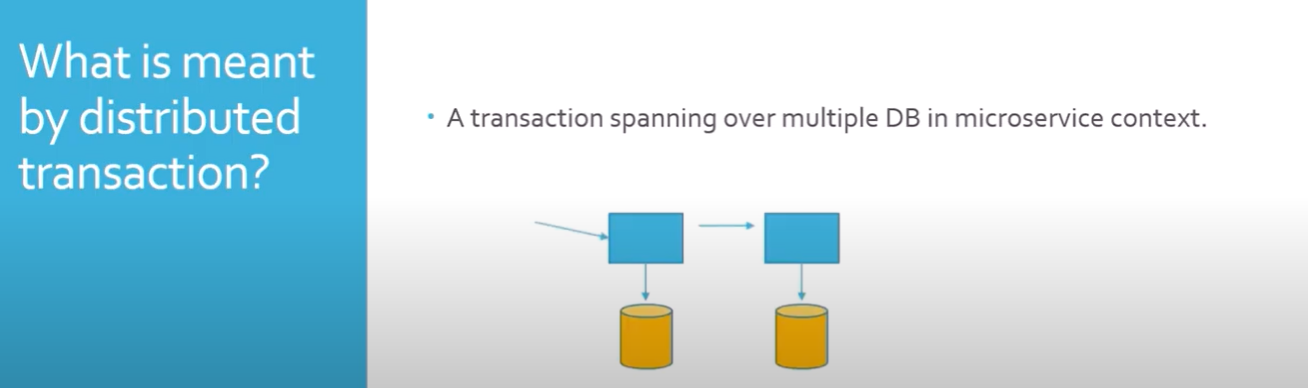 What is meant
by distributed
transaction?
• A transaction spanning over multiple DB in microservice context.